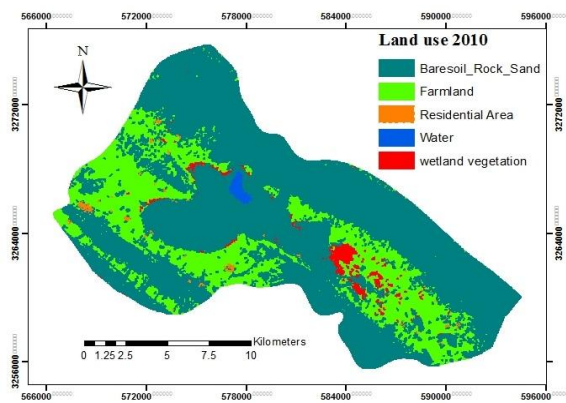 566000 572000 578000 584000 590000 596000
Land use 2010
N
Baresoil_Rock_Sand
Farmland
Residential Area
Water
wetland vegetation
3272000 3272000
3264000 3264000
3256000 3256000
Kilometers
0 1.25 2.5 5 7.5 10
566000 572000 578000 584000 590000 596000